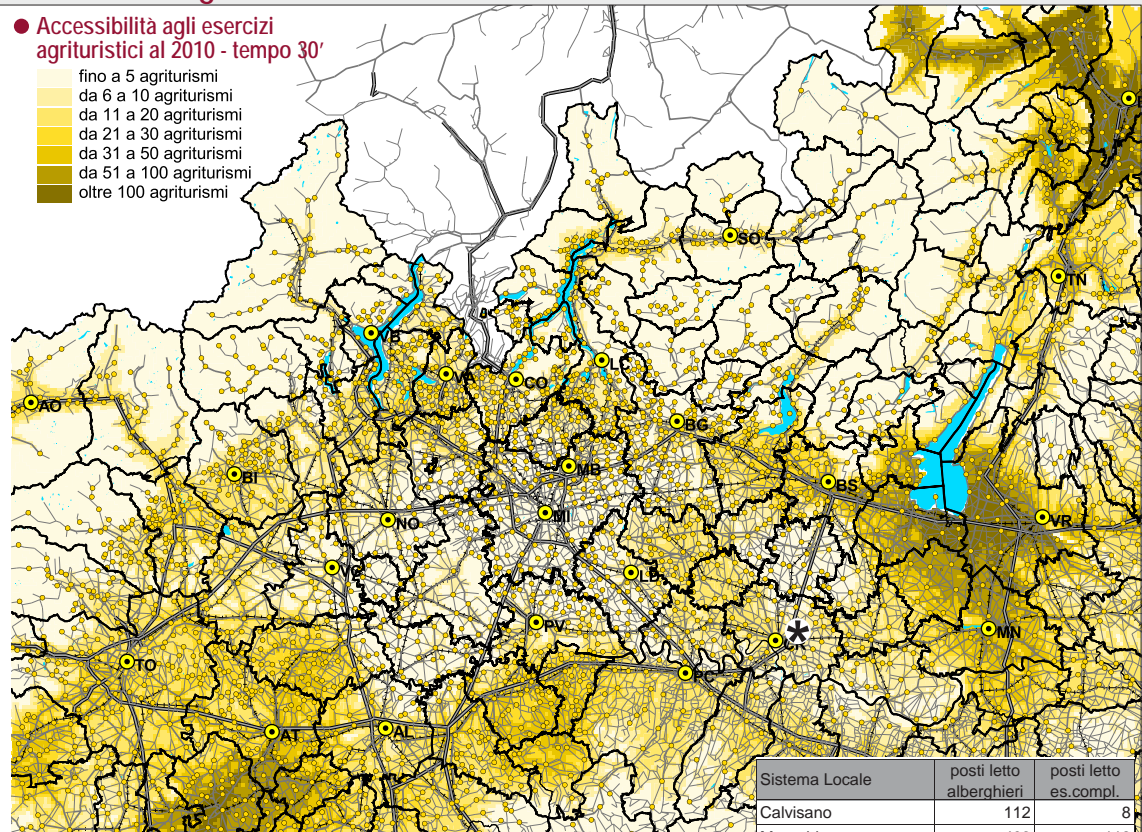 ● Accessibilità agli esercizi
agrituristici al 2010 - tempo 30'
fino a 5 agriturismi
da 6 a 10 agriturismi
da 11 a 20 agriturismi
da 21 a 30 agriturismi
da 31 a 50 agriturismi
da 51 a 100 agriturismi
oltre 100 agriturismi
SO
TN
VB
VA
CO
LC
AO
BG
BI
MB
BS
NO
MI
VR
VC
LD
PV
CR
*
MN
TO
PC
AT
AL
Sistema Locale posti letto alberghieri posti letto es.compl.
Calvisano 112 8